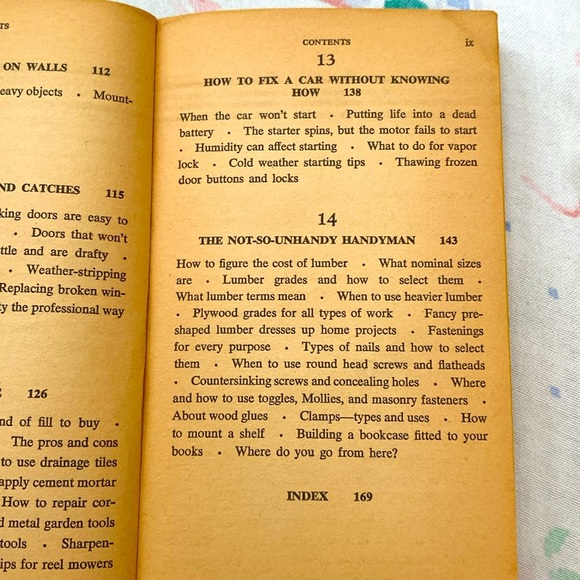 TS
ON WALLS 112
eavy objects • Mount-
ND CATCHES 115
king doors are easy to
• Doors that won't
ttle and are drafty •
• Weather-stripping
Replacing broken win-
ty the professional way
126
nd of fill to buy •
The pros and cons
to use drainage tiles
apply cement mortar
How to repair cor-
d metal garden tools
tools • Sharpen-
ips for reel mowers
CONTENTS ix
13
HOW TO FIX A CAR WITHOUT KNOWING
HOW 138
When the car won't start • Putting life into a dead
battery • The starter spins, but the motor fails to start
• Humidity can affect starting • What to do for vapor
lock • Cold weather starting tips • Thawing frozen
door buttons and locks
14
THE NOT-SO-UNHANDY HANDYMAN 143
How to figure the cost of lumber • What nominal sizes
are • Lumber grades and how to select them •
What lumber terms mean • When to use heavier lumber
• Plywood grades for all types of work • Fancy pre-
shaped lumber dresses up home projects • Fastenings
for every purpose • Types of nails and how to select
them • When to use round head screws and flatheads
• Countersinking screws and concealing holes • Where
and how to use toggles, Mollies, and masonry fasteners •
About wood glues • Clamps—types and uses • How
to mount a shelf • Building a bookcase fitted to your
books • Where do you go from here?
INDEX 169